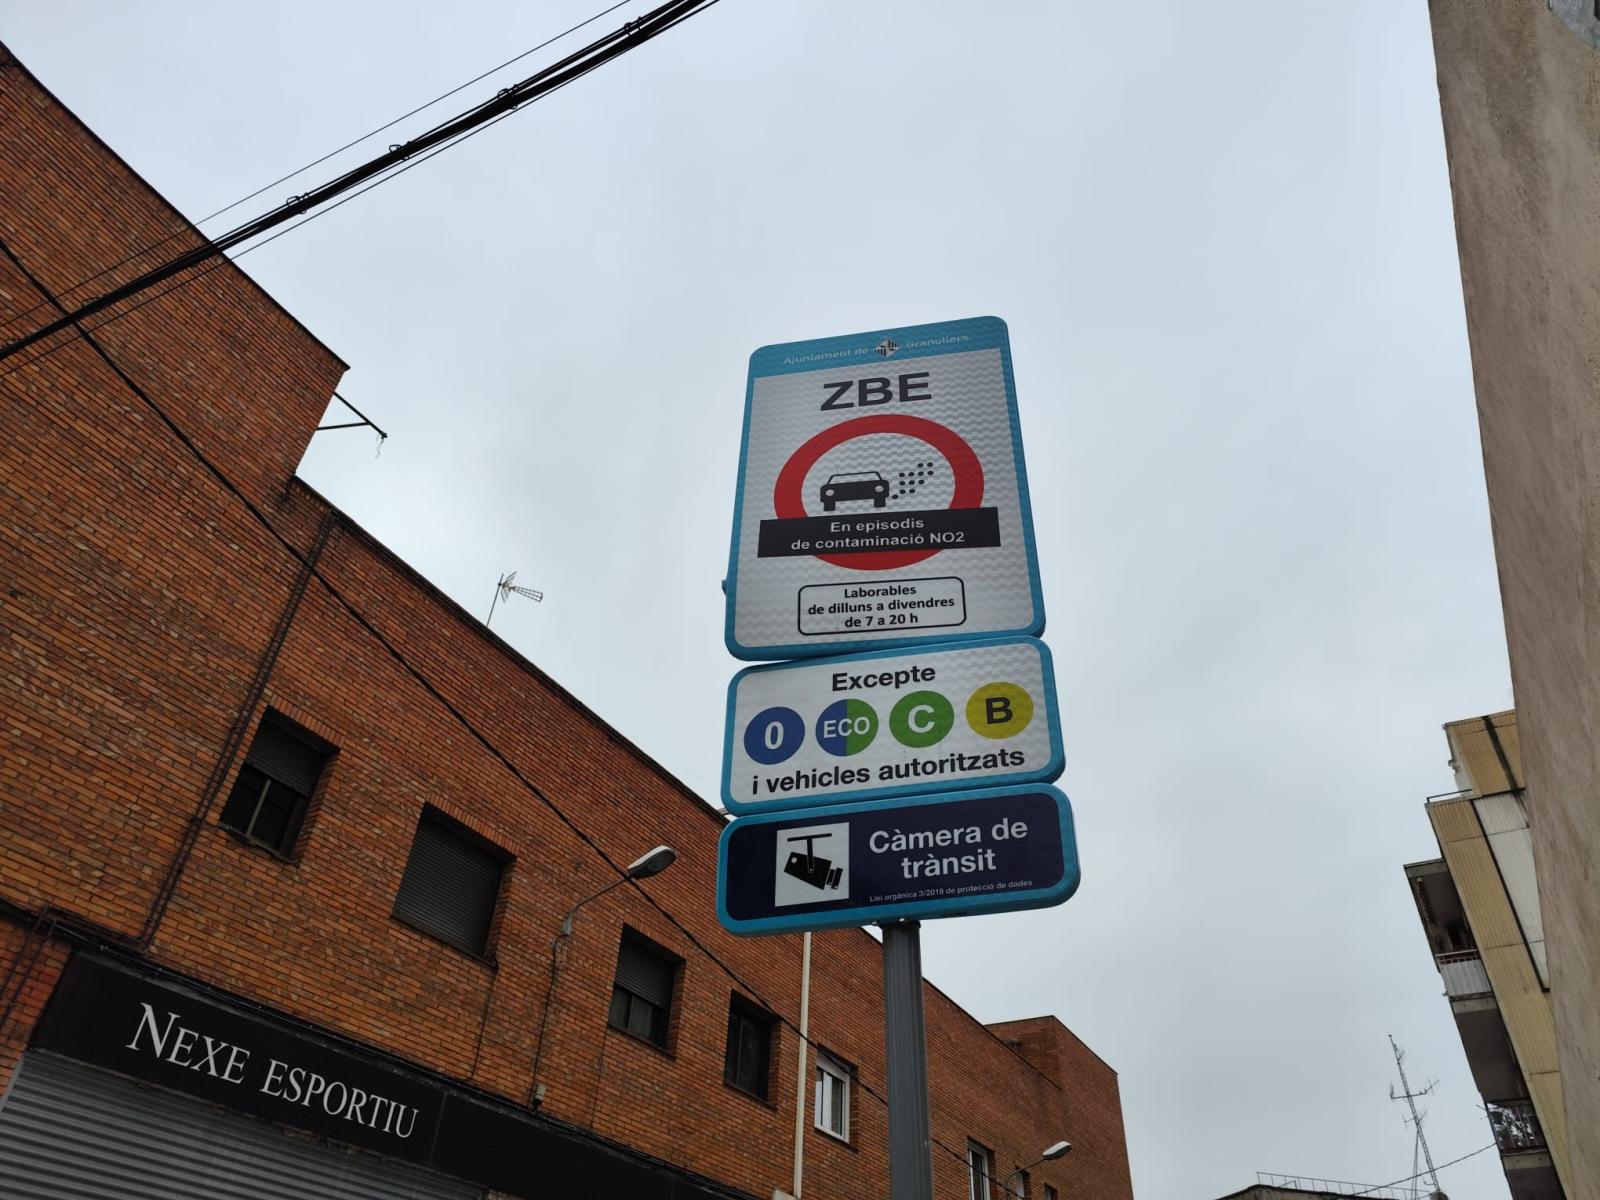 Ajuntament de Granollers
ZBE
En episodis
de contaminació NO2
Laborables
de dilluns a divendres
de 7 a 20 h
Excepte
0 ECO C B
i vehicles autoritzats
Càmera de
trànsit
Llei orgànica 3/2018 de protecció de dades
NEXE ESPORTIU